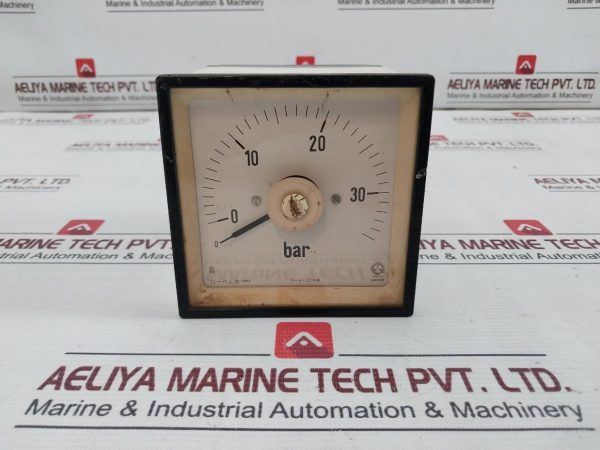 AELIYA MARINE TECH PVT. LTD.
Marine & Industrial Automation & Machinery
AELIYA MARINE TECH PVT. LTD.
Marine & Industrial Automation & Machinery
20
10
30
0
0
bar
AELIYA MARINE TECH PVT. LTD.
Marine & Industrial Automation & Machinery